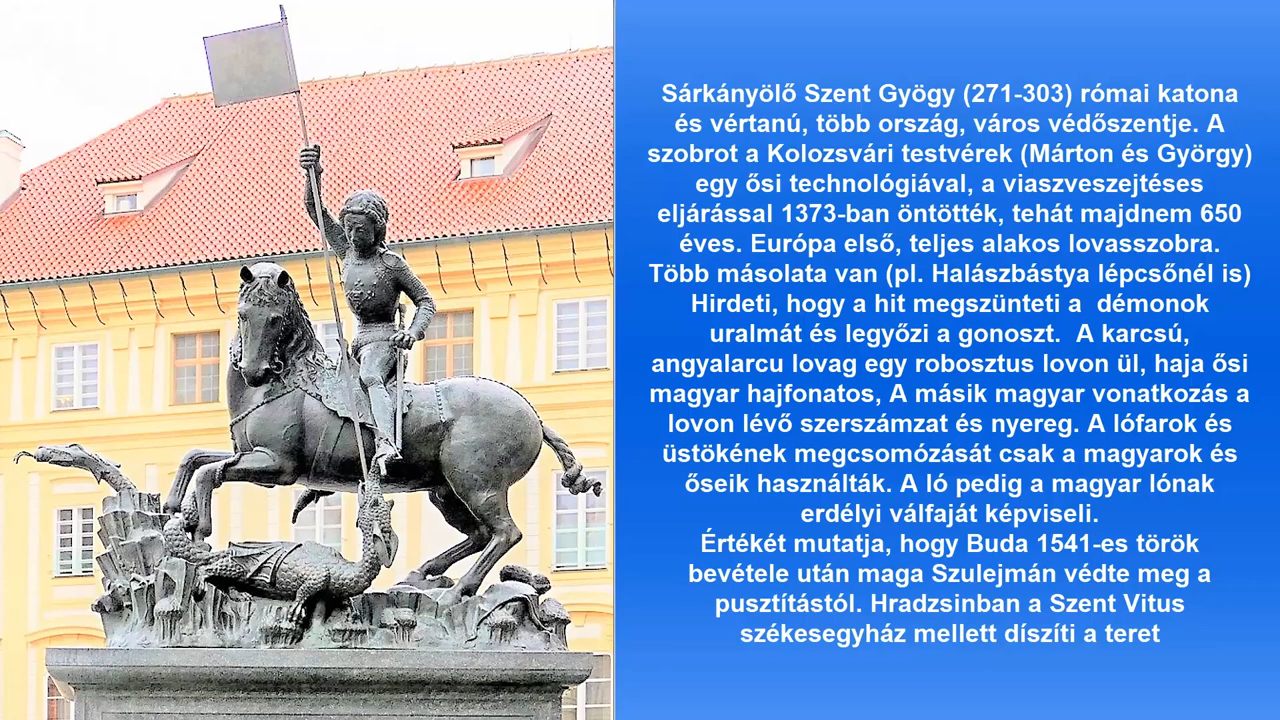 Sárkányölő Szent Gyögy (271-303) római katona
és vértanú, több ország, város védőszentje. A
szobrot a Kolozsvári testvérek (Márton és György)
egy ősi technológiával, a viaszveszejtéses
eljárással 1373-ban öntötték, tehát majdnem 650
éves. Európa első, teljes alakos lovasszobra.
Több másolata van (pl. Halászbástya lépcsőnél is)
Hirdeti, hogy a hit megszünteti a  démonok
uralmát és legyőzi a gonoszt.  A karcsú,
angyalarcu lovag egy robosztus lovon ül, haja ősi
magyar hajfonatos, A másik magyar vonatkozás a
lovon lévő szerszámzat és nyereg. A lófarok és
üstökének megcsomózását csak a magyarok és
őseik használták. A ló pedig a magyar lónak
erdélyi válfaját képviseli.
Értékét mutatja, hogy Buda 1541-es török
bevétele után maga Szulejmán védte meg a
pusztítástól. Hradzsinban a Szent Vitus
székesegyház mellett díszíti a teret